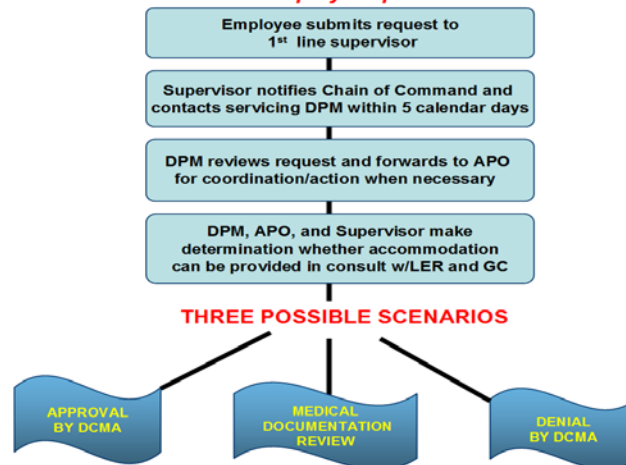 Employee submits request to
1st line supervisor
Supervisor notifies Chain of Command and
contacts servicing DPM within 5 calendar days
DPM reviews request and forwards to APO
for coordination/action when necessary
DPM, APO, and Supervisor make
determination whether accommodation
can be provided in consult w/LER and GC
THREE POSSIBLE SCENARIOS
APPROVAL
BY DCMA
MEDICAL
DOCUMENTATION
REVIEW
DENIAL
BY DCMA